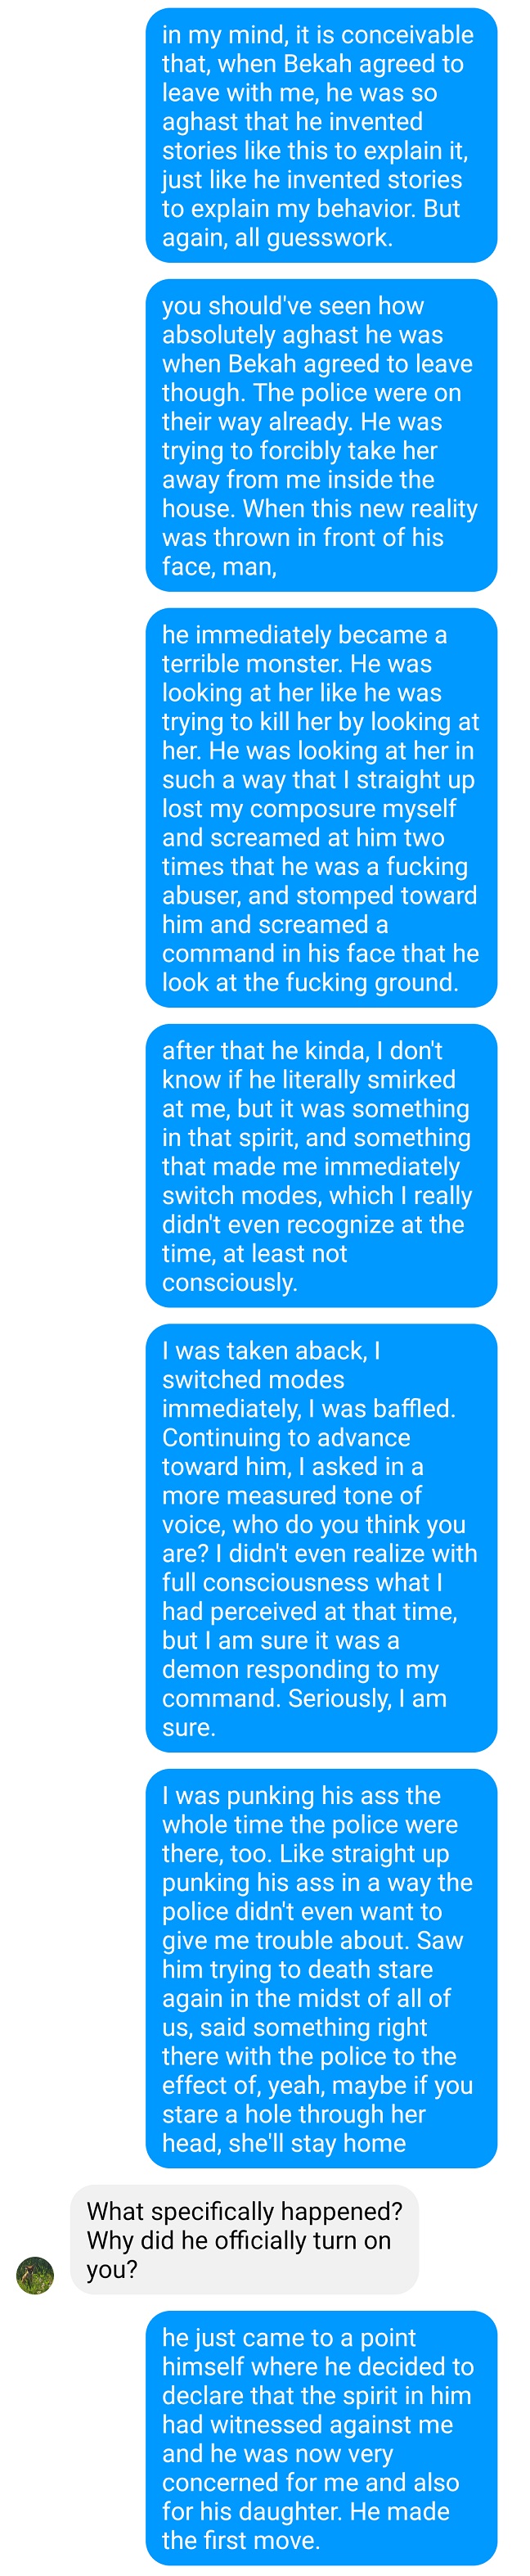 in my mind, it is conceivable
that, when Bekah agreed to
leave with me, he was so
aghast that he invented
stories like this to explain it,
just like he invented stories
to explain my behavior. But
again, all guesswork.
you should've seen how
absolutely aghast he was
when Bekah agreed to leave
though. The police were on
their way already. He was
trying to forcibly take her
away from me inside the
house. When this new reality
was thrown in front of his
face, man,
he immediately became a
terrible monster. He was
looking at her like he was
trying to kill her by looking at
her. He was looking at her in
such a way that I straight up
lost my composure myself
and screamed at him two
times that he was a fucking
abuser, and stomped toward
him and screamed a
command in his face that he
look at the fucking ground.
after that he kinda, I don't
know if he literally smirked
at me, but it was something
in that spirit, and something
that made me immediately
switch modes, which I really
didn't even recognize at the
time, at least not
consciously.
I was taken aback, I
switched modes
immediately, I was baffled.
Continuing to advance
toward him, I asked in a
more measured tone of
voice, who do you think you
are? I didn't even realize with
full consciousness what I
had perceived at that time,
but I am sure it was a
demon responding to my
command. Seriously, I am
sure.
I was punking his ass the
whole time the police were
there, too. Like straight up
punking his ass in a way the
police didn't even want to
give me trouble about. Saw
him trying to death stare
again in the midst of all of
us, said something right
there with the police to the
effect of, yeah, maybe if you
stare a hole through her
head, she'll stay home
What specifically happened?
Why did he officially turn on
you?
he just came to a point
himself where he decided to
declare that the spirit in him
had witnessed against me
and he was now very
concerned for me and also
for his daughter. He made
the first move.